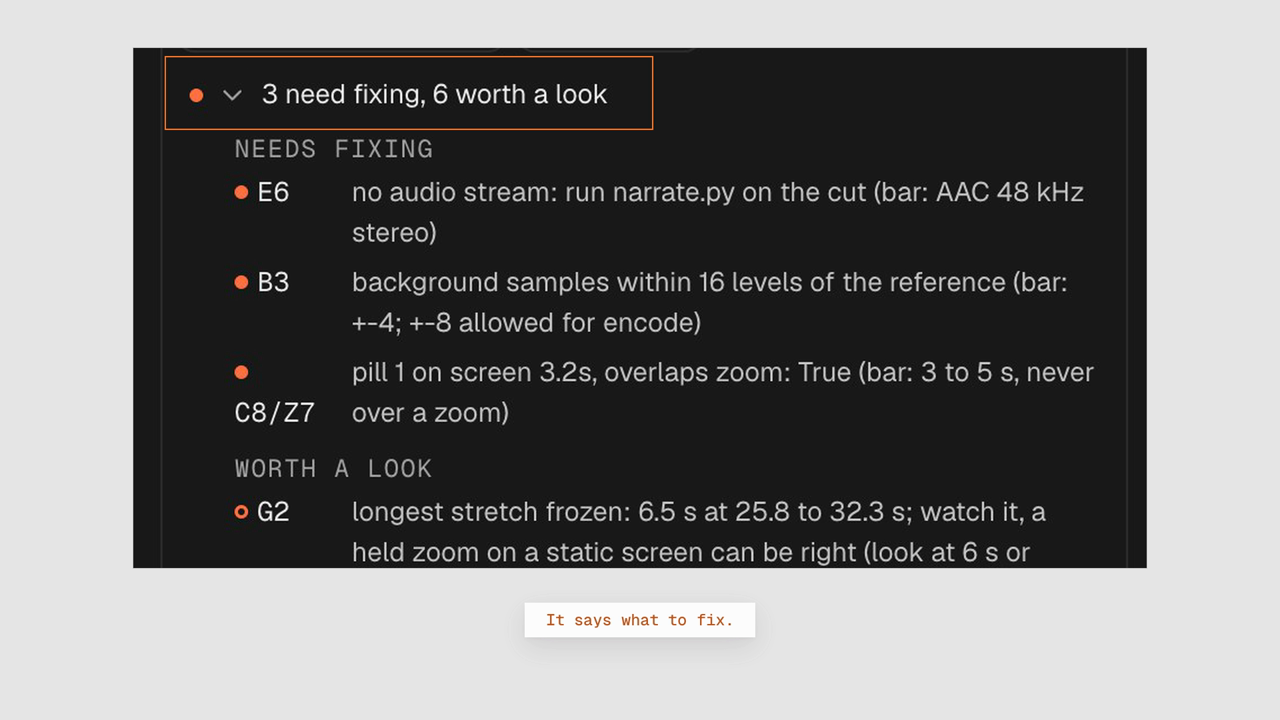 3 need fixing, 6 worth a look
NEEDS FIXING
E6 no audio stream: run narrate.py on the cut (bar: AAC 48 kHz
stereo)
B3 background samples within 16 levels of the reference (bar:
+-4; +-8 allowed for encode)
pill 1 on screen 3.2s, overlaps zoom: True (bar: 3 to 5 s, never
C8/Z7 over a zoom)
WORTH A LOOK
G2 longest stretch frozen: 6.5 s at 25.8 to 32.3 s; watch it, a
held zoom on a static screen can be right (look at 6 s or
It says what to fix.